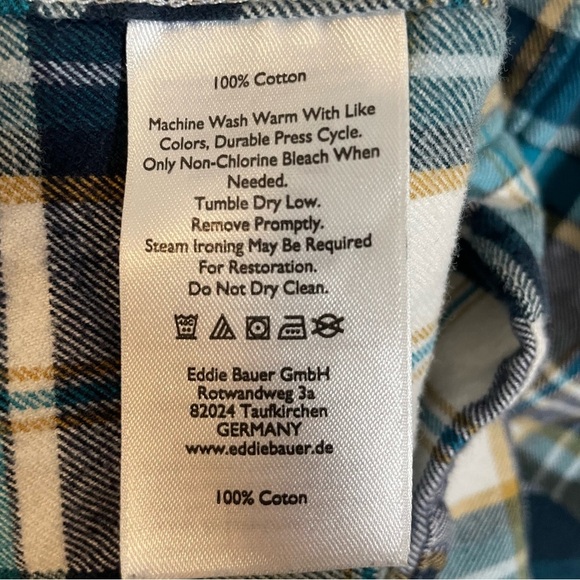 100% Cotton
Machine Wash Warm With Like
Colors, Durable Press Cycle.
Only Non-Chlorine Bleach When
Needed.
Tumble Dry Low.
Remove Promptly.
Steam Ironing May Be Required
For Restoration.
Do Not Dry Clean.
Eddie Bauer GmbH
Rotwandweg 3a
82024 Taufkirchen
GERMANY
www.eddiebauer.de
100% Coton